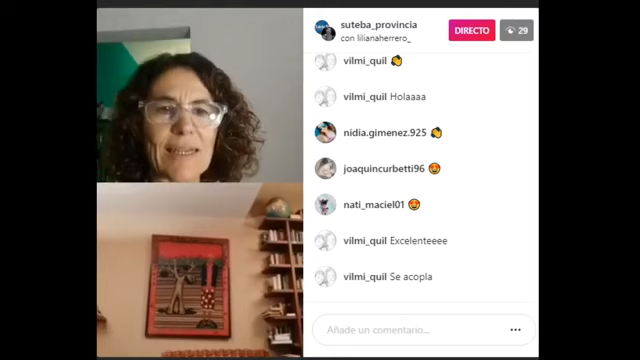 suteba_provincia
con lilianaherrero_
DIRECTO
29
vilmi_quil
vilmi_quil Holaaaa
nidia.gimenez.925
joaquincurbetti96
nati_maciel01
vilmi_quil Excelenteeee
vilmi_quil Se acopla
Añade un comentario...